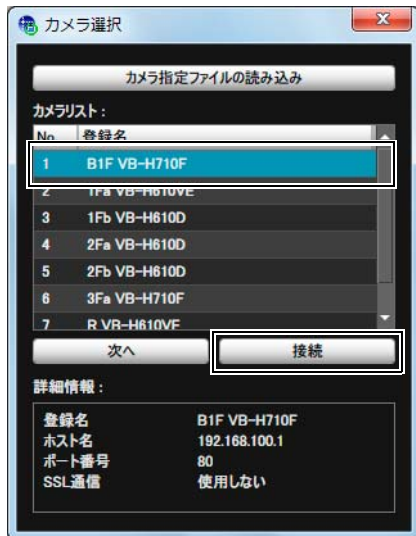 カメラ選択
カメラ指定ファイルの読み込み
カメラリスト：
No 登録名
1 B1F VB-H710F
2 1Fa VB-H610VE
3 1Fb VB-H610D
4 2Fa VB-H610D
5 2Fb VB-H610D
6 3Fa VB-H710F
7 R VB-H610VE
次へ 接続
詳細情報：
登録名 B1F VB-H710F
ホスト名 192.168.100.1
ポート番号 80
SSL通信 使用しない